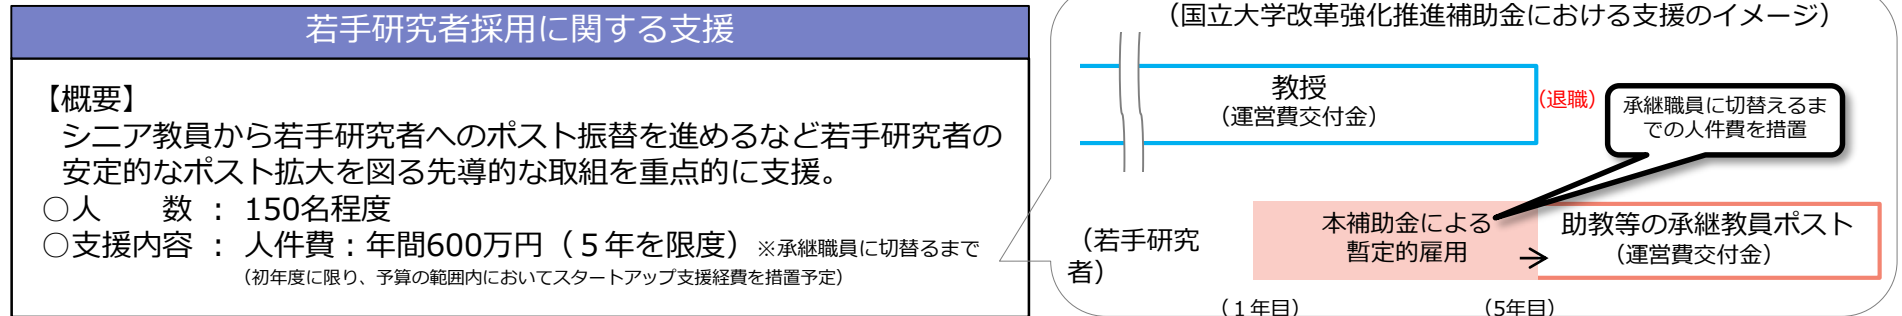 若手研究者採用に関する支援
【概要】
シニア教員から若手研究者へのポスト振替を進めるなど若手研究者の
安定的なポスト拡大を図る先導的な取組を重点的に支援。
○人　　数 ： 150名程度
○支援内容 ： 人件費：年間600万円（５年を限度）※承継職員に切替るまで
（初年度に限り、予算の範囲内においてスタートアップ支援経費を措置予定）
（国立大学改革強化推進補助金における支援のイメージ）
教授
（運営費交付金）
（退職）
承継職員に切替えるま
での人件費を措置
（若手研究
者）
本補助金による
暫定的雇用
助教等の承継教員ポスト
（運営費交付金）
（１年目）
（5年目）